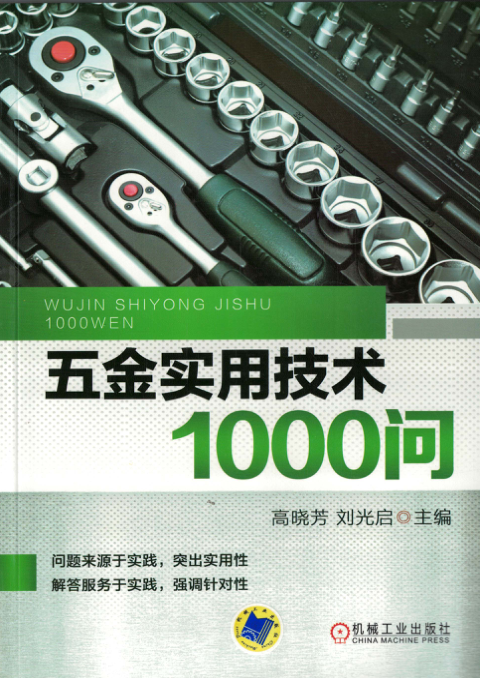 WUJIN SHIYONG JISHU
1000WEN
五金实用技术
1000问
高晓芳 刘光启◎主编
问题来源于实践，突出实用性
解答服务于实践，强调针对性
机械工业出版社
CHINA MACHINE PRESS